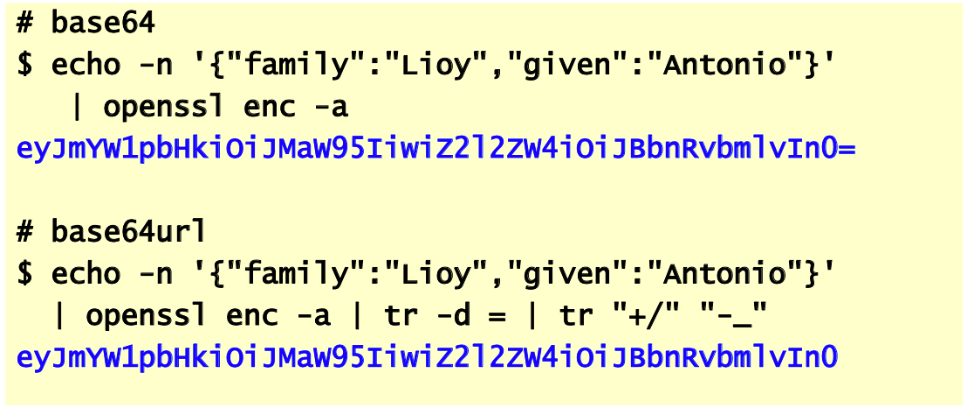 # base64
$ echo -n '{"family":"Lioy","given":"Antonio"}'
| openssl enc -a
eyJmYW1pbHkiOiJMaW95IiwiZ2l2ZW4iOiJBbnRvbmlvIn0=
# base64url
$ echo -n '{"family":"Lioy","given":"Antonio"}'
| openssl enc -a | tr -d = | tr "+/" "-_"
eyJmYW1pbHkiOiJMaW95IiwiZ2l2ZW4iOiJBbnRvbmlvIn0